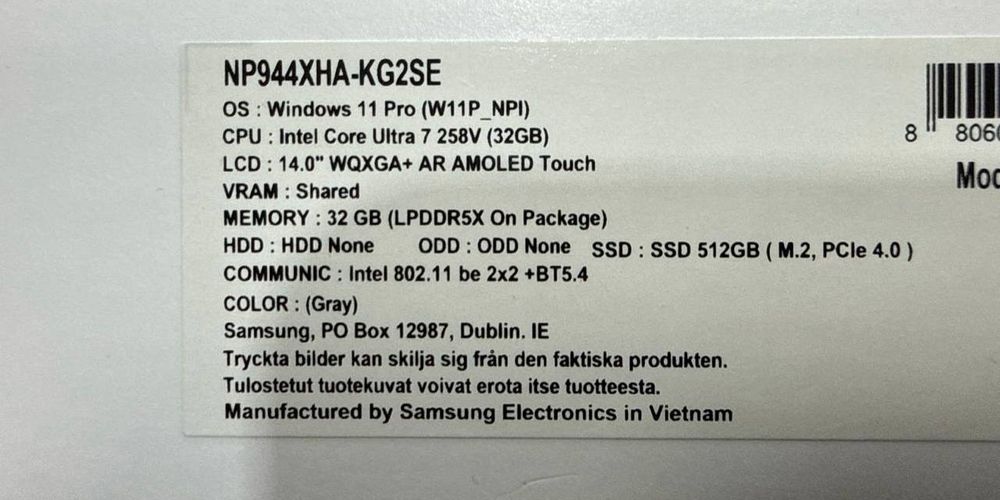 NP944XHA-KG2SE
OS : Windows 11 Pro (W11P_NPI)
CPU : Intel Core Ultra 7 258V (32GB)
LCD : 14.0" WQXGA+ AR AMOLED Touch
VRAM : Shared
MEMORY : 32 GB (LPDDR5X On Package)
HDD : HDD None ODD : ODD None SSD : SSD 512GB ( M.2, PCIe 4.0 )
COMMUNIC : Intel 802.11 be 2x2 +BT5.4
COLOR : (Gray)
Samsung, PO Box 12987, Dublin. IE
Tryckta bilder kan skilja sig från den faktiska produkten.
Tulostetut tuotekuvat voivat erota itse tuotteesta.
Manufactured by Samsung Electronics in Vietnam
8 806